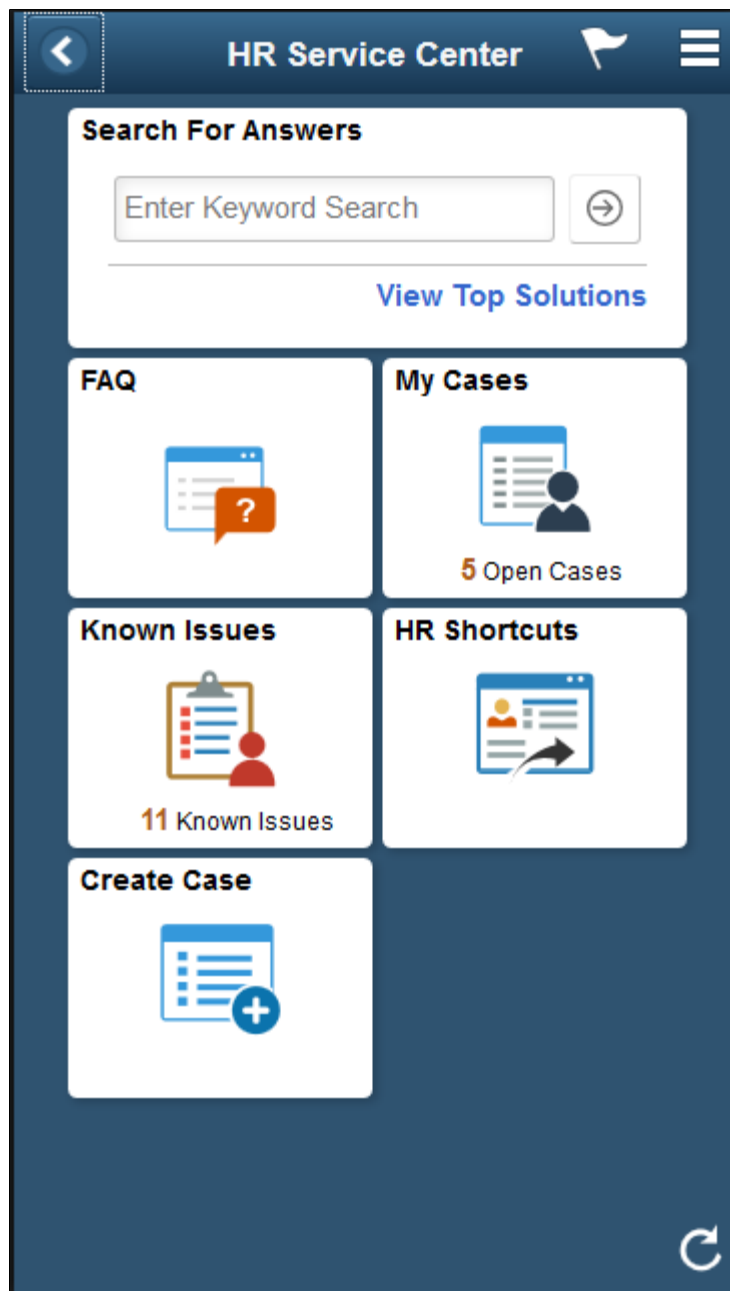 HR Service Center
Search For Answers
Enter Keyword Search
View Top Solutions
FAQ
?
My Cases
5 Open Cases
Known Issues
11 Known Issues
HR Shortcuts
Create Case